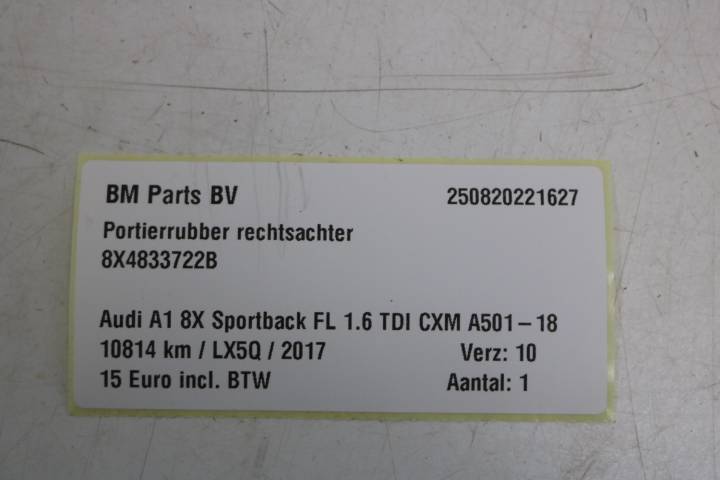 BM Parts BV 250820221627
Portierrubber rechtsachter
8X4833722B
Audi A1 8X Sportback FL 1.6 TDI CXM A501-18
10814 km / LX5Q / 2017 Verz: 10
15 Euro incl. BTW Aantal: 1